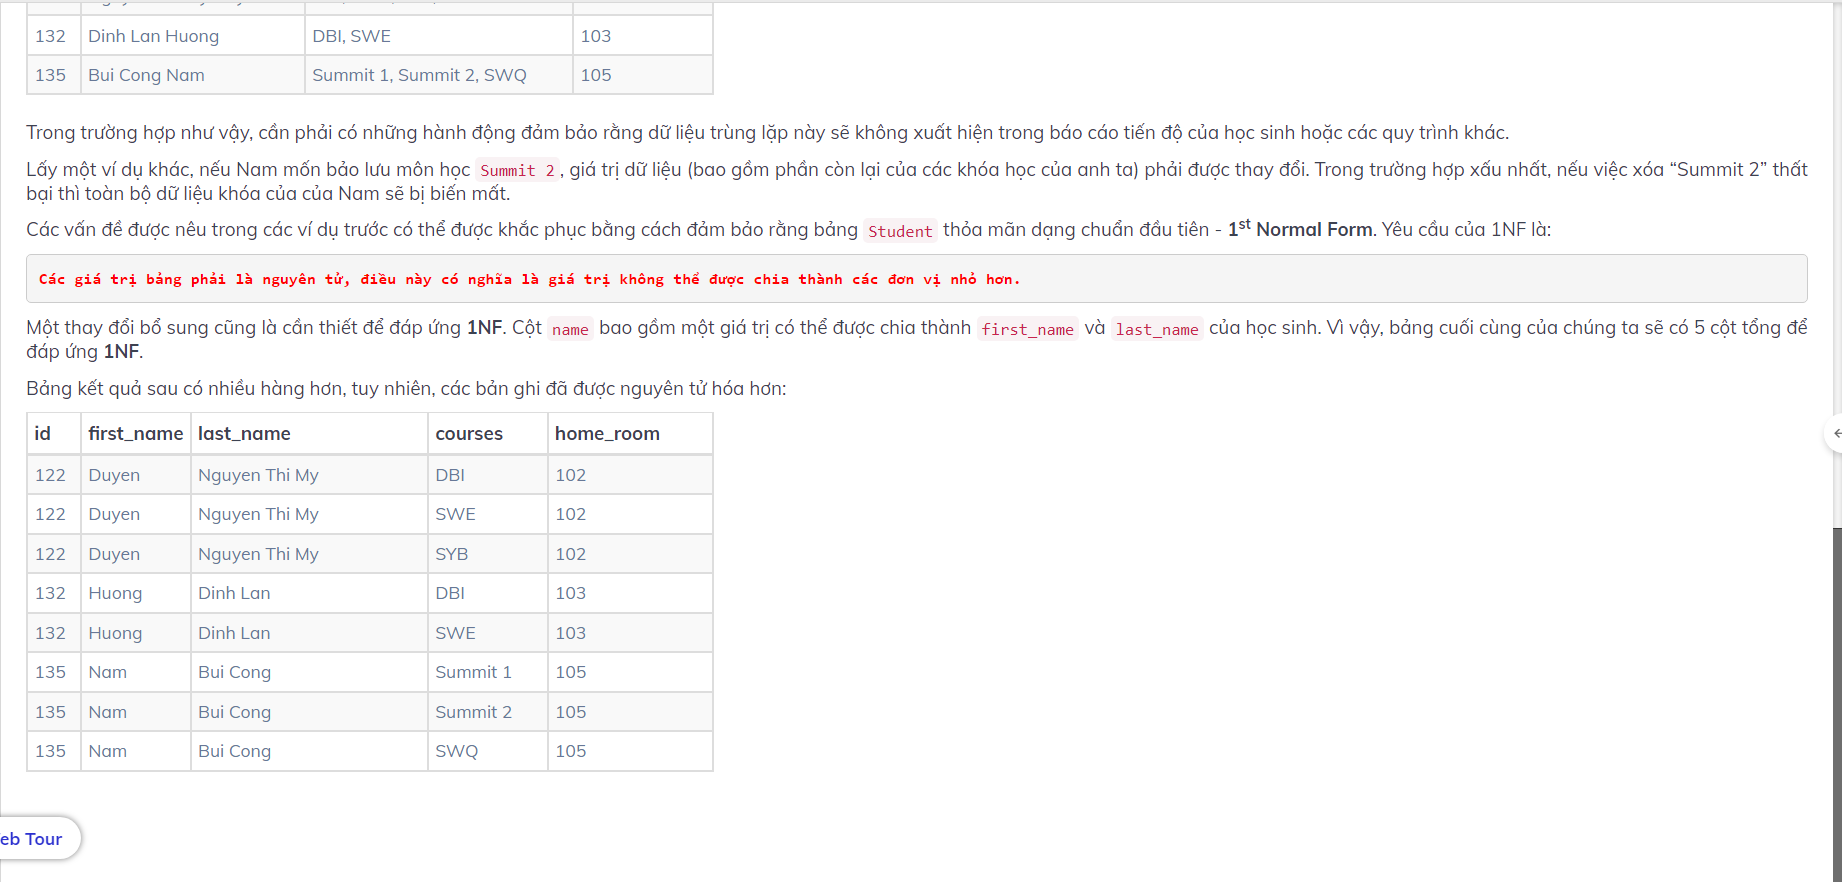 132 Dinh Lan Huong DBI, SWE 103
135 Bui Cong Nam Summit 1, Summit 2, SWQ 105
Trong trường hợp như vậy, cần phải có những hành động đảm bảo rằng dữ liệu trùng lặp này sẽ không xuất hiện trong báo cáo tiến độ của học sinh hoặc các quy trình khác.
Lấy một ví dụ khác, nếu Nam mốn bảo lưu môn học Summit 2, giá trị dữ liệu (bao gồm phần còn lại của các khóa học của anh ta) phải được thay đổi. Trong trường hợp xấu nhất, nếu việc xóa “Summit 2” thất
bại thì toàn bộ dữ liệu khóa của của Nam sẽ bị biến mất.
Các vấn đề được nêu trong các ví dụ trước có thể được khắc phục bằng cách đảm bảo rằng bảng Student thỏa mãn dạng chuẩn đầu tiên - 1st Normal Form. Yêu cầu của 1NF là:
Các giá trị bảng phải là nguyên tử, điều này có nghĩa là giá trị không thể được chia thành các đơn vị nhỏ hơn.
Một thay đổi bổ sung cũng là cần thiết để đáp ứng 1NF. Cột name bao gồm một giá trị có thể được chia thành first_name và last_name của học sinh. Vì vậy, bảng cuối cùng của chúng ta sẽ có 5 cột tổng để
đáp ứng 1NF.
Bảng kết quả sau có nhiều hàng hơn, tuy nhiên, các bản ghi đã được nguyên tử hóa hơn:
id first_name last_name courses home_room
122 Duyen Nguyen Thi My DBI 102
122 Duyen Nguyen Thi My SWE 102
122 Duyen Nguyen Thi My SYB 102
132 Huong Dinh Lan DBI 103
132 Huong Dinh Lan SWE 103
135 Nam Bui Cong Summit 1 105
135 Nam Bui Cong Summit 2 105
135 Nam Bui Cong SWQ 105
eb Tour